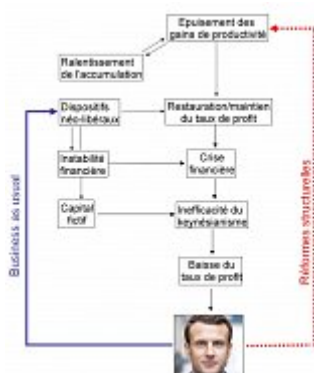 Epuisement des
gains de productivité
Ralentissement
de l'accumulation
Dispositifs
néo-libéraux
Restauration/maintien
du taux de profit
Instabilité
financière
Crise
financière
Capital
fictif
Inefficacité du
keynésianisme
Baisse du
taux de profit
Business as usual
Réformes structurelles